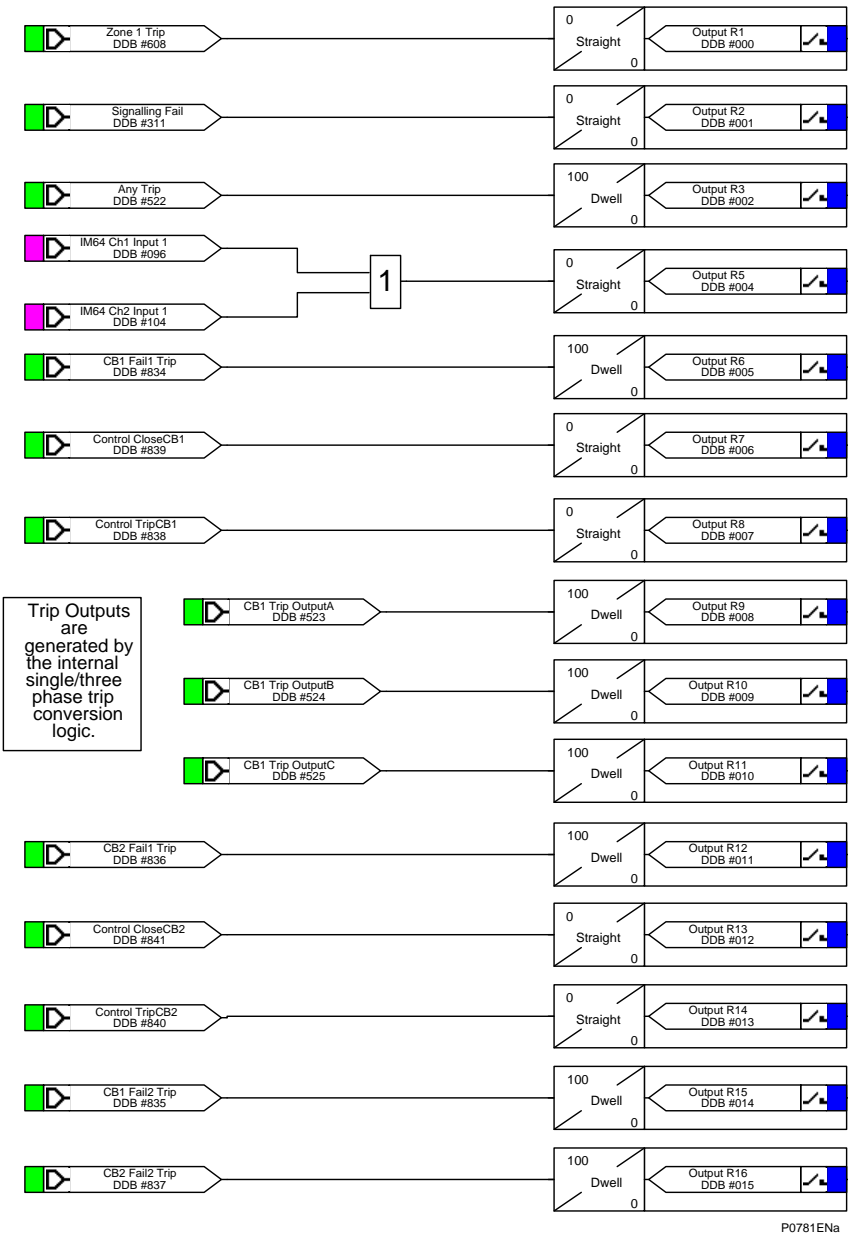 Zone 1 Trip
DDB #608
0
Straight
0
Output R1
DDB #000
Signalling Fail
DDB #311
0
Straight
0
Output R2
DDB #001
Any Trip
DDB #522
100
Dwell
0
Output R3
DDB #002
IM64 Ch1 Input 1
DDB #096
IM64 Ch2 Input 1
DDB #104
1
0
Straight
0
Output R5
DDB #004
CB1 Fail1 Trip
DDB #834
100
Dwell
0
Output R6
DDB #005
Control CloseCB1
DDB #839
0
Straight
0
Output R7
DDB #006
Control TripCB1
DDB #838
0
Straight
0
Output R8
DDB #007
Trip Outputs
are
generated by
the internal
single/three
phase trip
conversion
logic.
CB1 Trip OutputA
DDB #523
100
Dwell
0
Output R9
DDB #008
CB1 Trip OutputB
DDB #524
100
Dwell
0
Output R10
DDB #009
CB1 Trip OutputC
DDB #525
100
Dwell
0
Output R11
DDB #010
CB2 Fail1 Trip
DDB #836
100
Dwell
0
Output R12
DDB #011
Control CloseCB2
DDB #841
0
Straight
0
Output R13
DDB #012
Control TripCB2
DDB #840
0
Straight
0
Output R14
DDB #013
CB1 Fail2 Trip
DDB #835
100
Dwell
0
Output R15
DDB #014
CB2 Fail2 Trip
DDB #837
100
Dwell
0
Output R16
DDB #015
P0781ENa